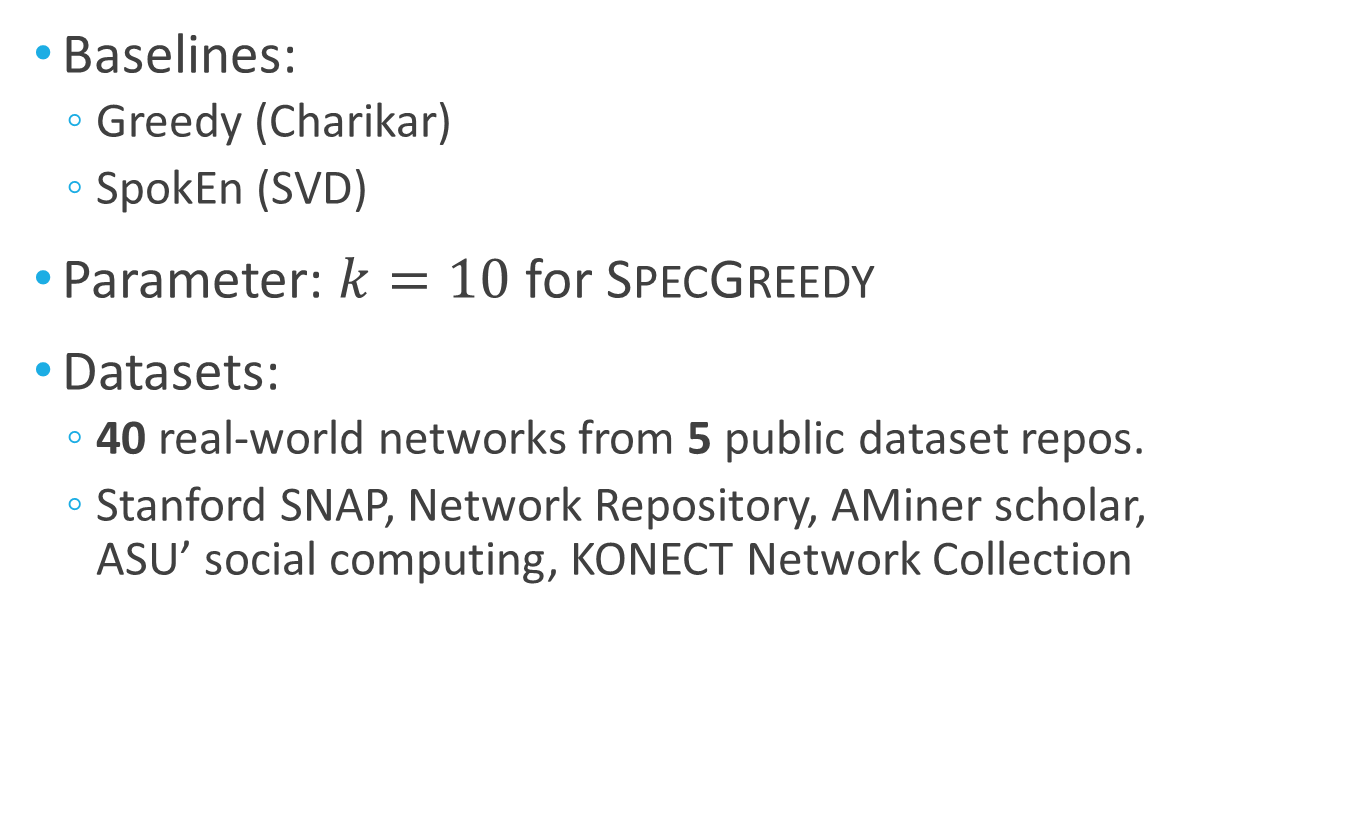 • Baselines:
◦ Greedy (Charikar)
◦ SpokEn (SVD)
• Parameter: k = 10 for SPECGREEDY
• Datasets:
◦ 40 real-world networks from 5 public dataset repos.
◦ Stanford SNAP, Network Repository, AMiner scholar,
ASU’ social computing, KONECT Network Collection